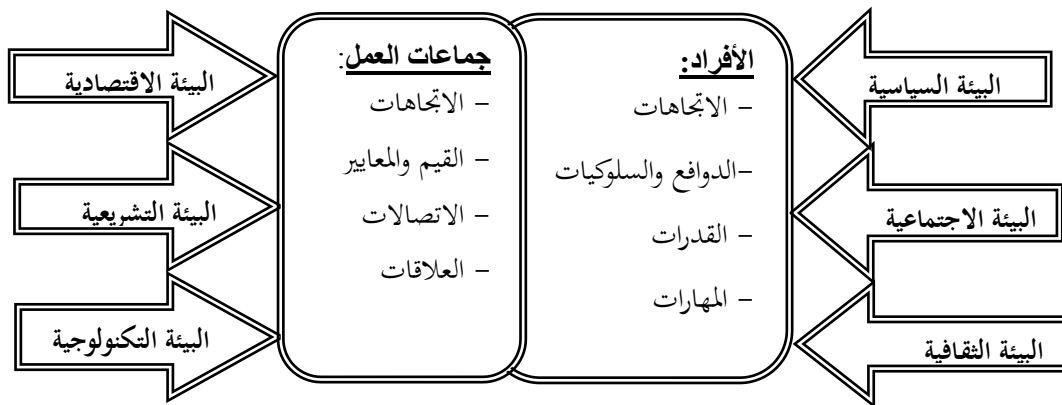 البيئة السياسية
البيئة الاجتماعية
البيئة الثقافية
الأفراد:
- الاتجاهات
-الدوافع والسلوكيات
- القدرات
- المهارات
جماعات العمل:
- الاتجاهات
- القيم والمعايير
- الاتصالات
- العلاقات
البيئة الاقتصادية
البيئة التشريعية
البيئة التكنولوجية